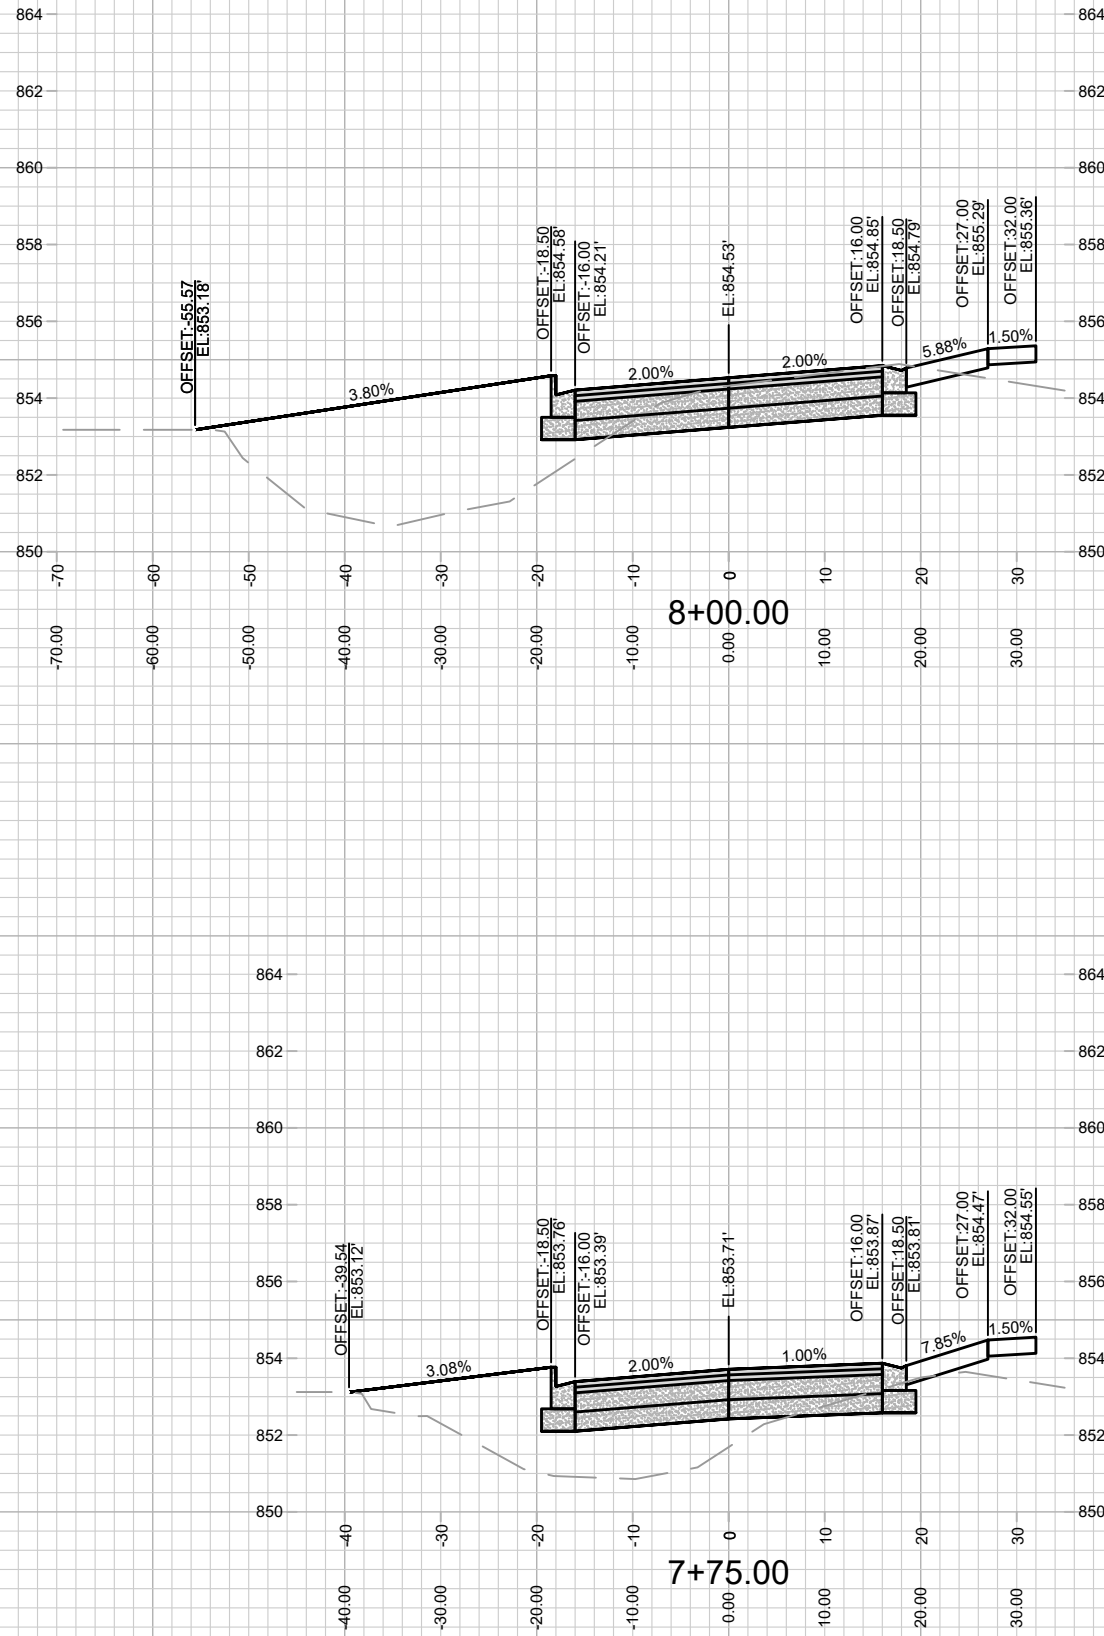 864
864
862
862
860
860
858
858
856
856
854
854
852
852
850
850
OFFSET:-55.57
EL:853.18'
3.80%
OFFSET:-18.50
EL:854.58'
OFFSET:-16.00
EL:854.21'
2.00%
EL:854.53'
2.00%
OFFSET:16.00
EL:854.85'
OFFSET:18.50
EL:854.79'
5.88%
OFFSET:27.00
EL:855.29'
1.50%
OFFSET:32.00
EL:855.36'
-70
-60
-50
-40
-30
-20
-10
0
10
20
30
8+00.00
-70.00
-60.00
-50.00
-40.00
-30.00
-20.00
-10.00
0.00
10.00
20.00
30.00
864
864
862
862
860
860
858
858
856
856
854
854
852
852
850
850
OFFSET:-39.54
EL:853.12'
3.08%
OFFSET:-18.50
EL:853.76'
OFFSET:-16.00
EL:853.39'
2.00%
EL:853.71'
1.00%
OFFSET:16.00
EL:853.87'
OFFSET:18.50
EL:853.81'
7.85%
OFFSET:27.00
EL:854.47'
1.50%
OFFSET:32.00
EL:854.55'
-40
-30
-20
-10
0
10
20
30
7+75.00
-40.00
-30.00
-20.00
-10.00
0.00
10.00
20.00
30.00